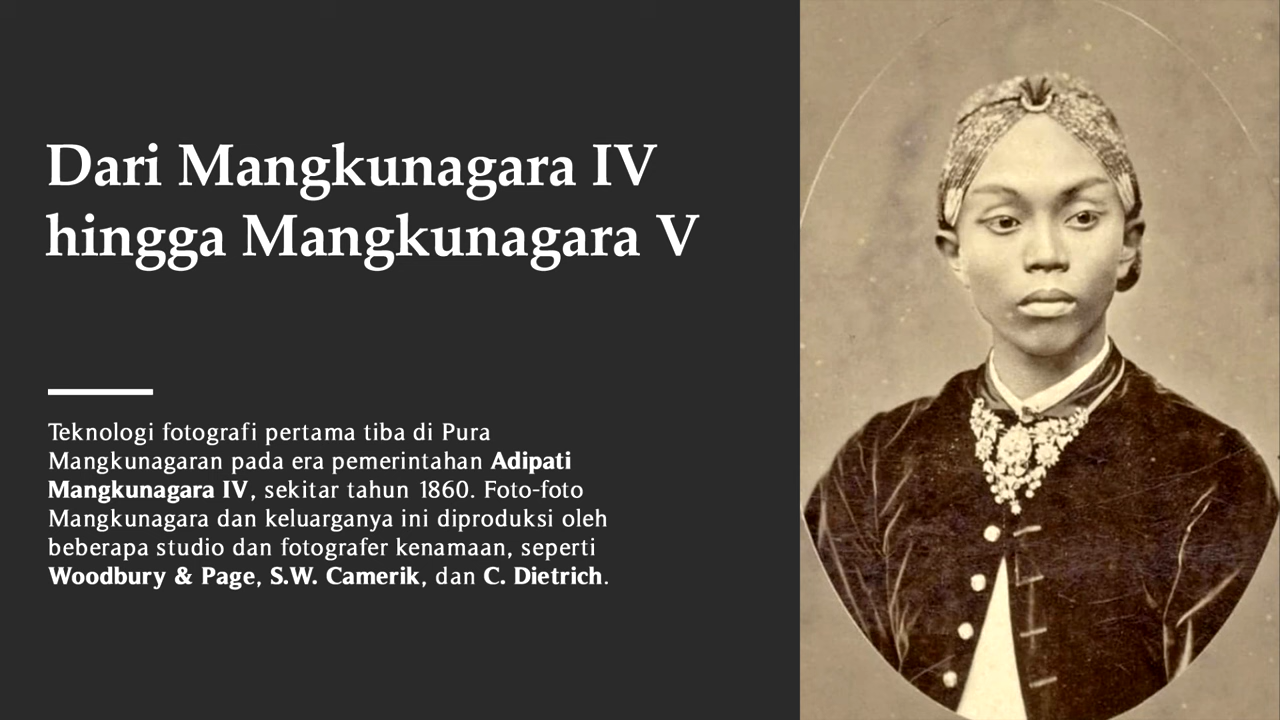 Dari Mangkunagara IV
hingga Mangkunagara V
Teknologi fotografi pertama tiba di Pura
Mangkunagaran pada era pemerintahan Adipati
Mangkunagara IV, sekitar tahun 1860. Foto-foto
Mangkunagara dan keluarganya ini diproduksi oleh
beberapa studio dan fotografer kenamaan, seperti
Woodbury & Page, S.W. Camerik, dan C. Dietrich.